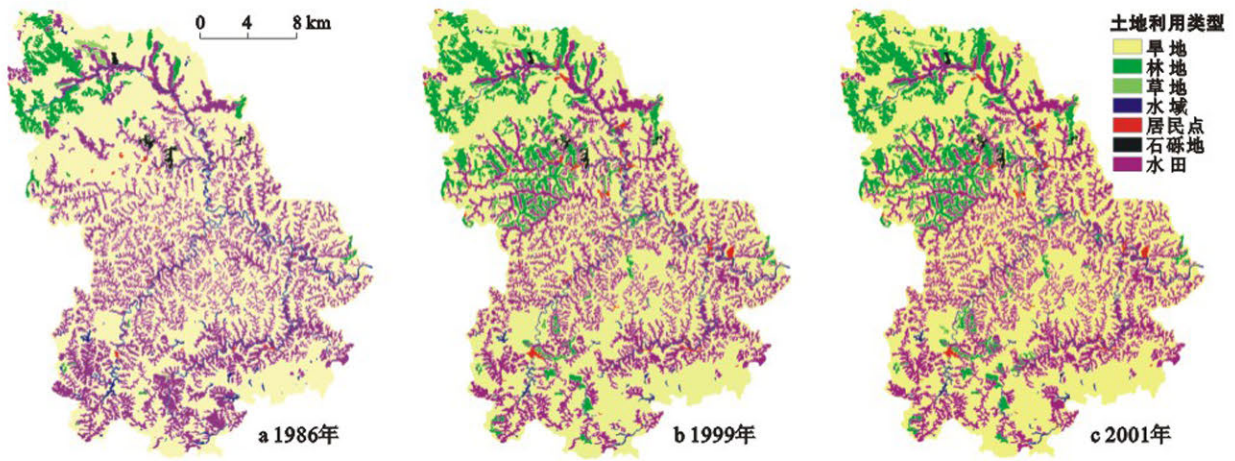 0 4 8 km
土地利用类型
旱地
林地
草地
水域
居民点
石砾地
水田
a 1986年
b 1999年
c 2001年